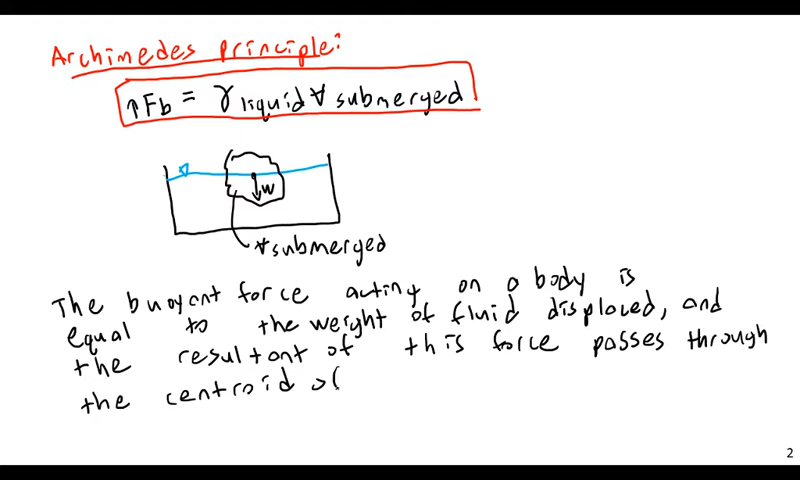 Archimedes principle:
↑Fb = γ liquid ∀ submerged
W
∀submerged
The buoyant force acting on a body is
equal to the weight of fluid displaced, and
the resultant of this force passes through
the centroid of
2